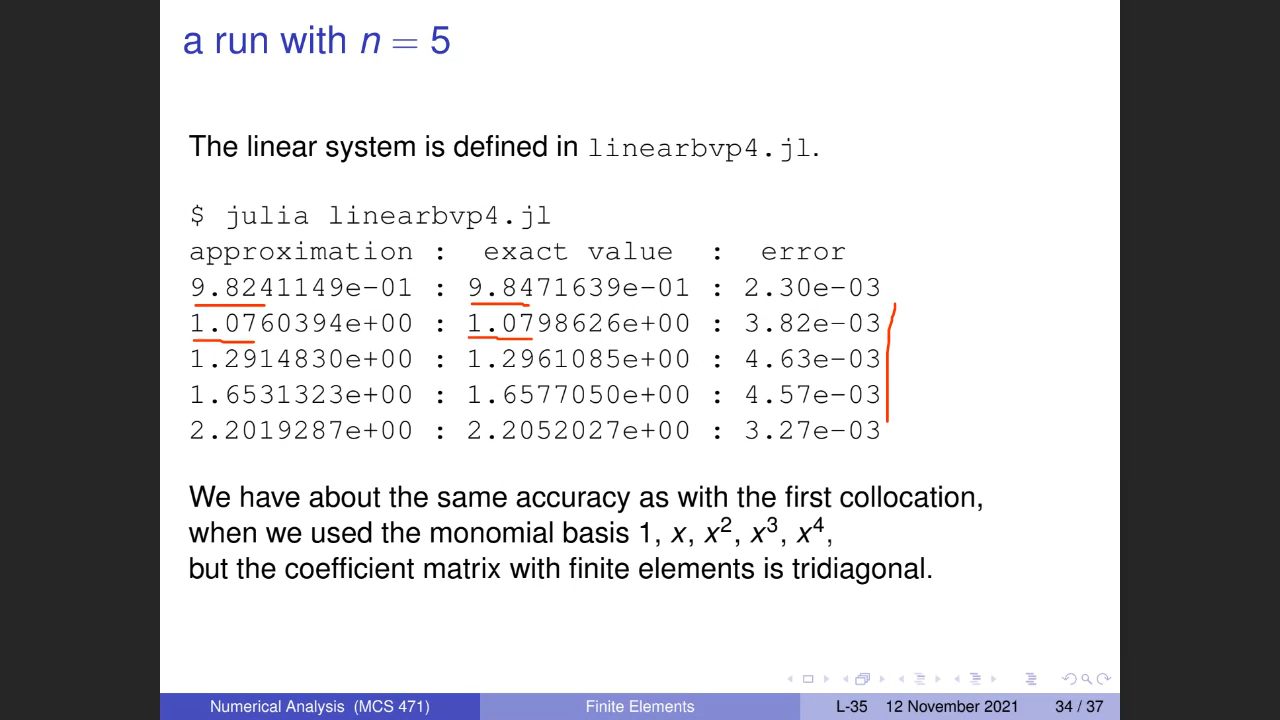 a run with n = 5
The linear system is defined in linearbvp4.jl.
$ julia linearbvp4.jl
approximation : exact value : error
9.8241149e-01 : 9.8471639e-01 : 2.30e-03
1.0760394e+00 : 1.0798626e+00 : 3.82e-03
1.2914830e+00 : 1.2961085e+00 : 4.63e-03
1.6531323e+00 : 1.6577050e+00 : 4.57e-03
2.2019287e+00 : 2.2052027e+00 : 3.27e-03
We have about the same accuracy as with the first collocation,
when we used the monomial basis 1, x, x², x³, x⁴,
but the coefficient matrix with finite elements is tridiagonal.
Numerical Analysis (MCS 471) Finite Elements L-35 12 November 2021 34 / 37